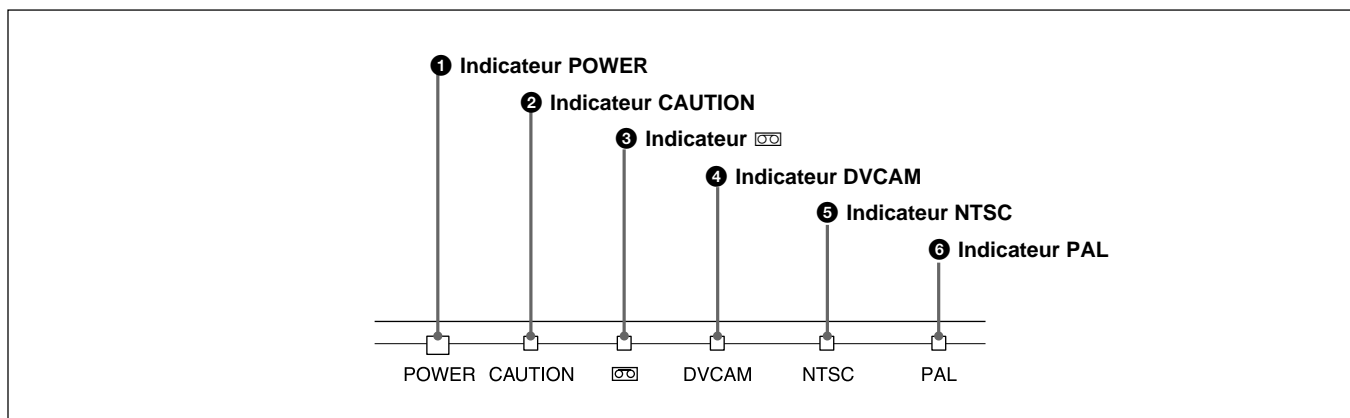 ❶ Indicateur POWER
❷ Indicateur CAUTION
❸ Indicateur
❹ Indicateur DVCAM
❺ Indicateur NTSC
❻ Indicateur PAL
POWER CAUTION DVCAM NTSC PAL